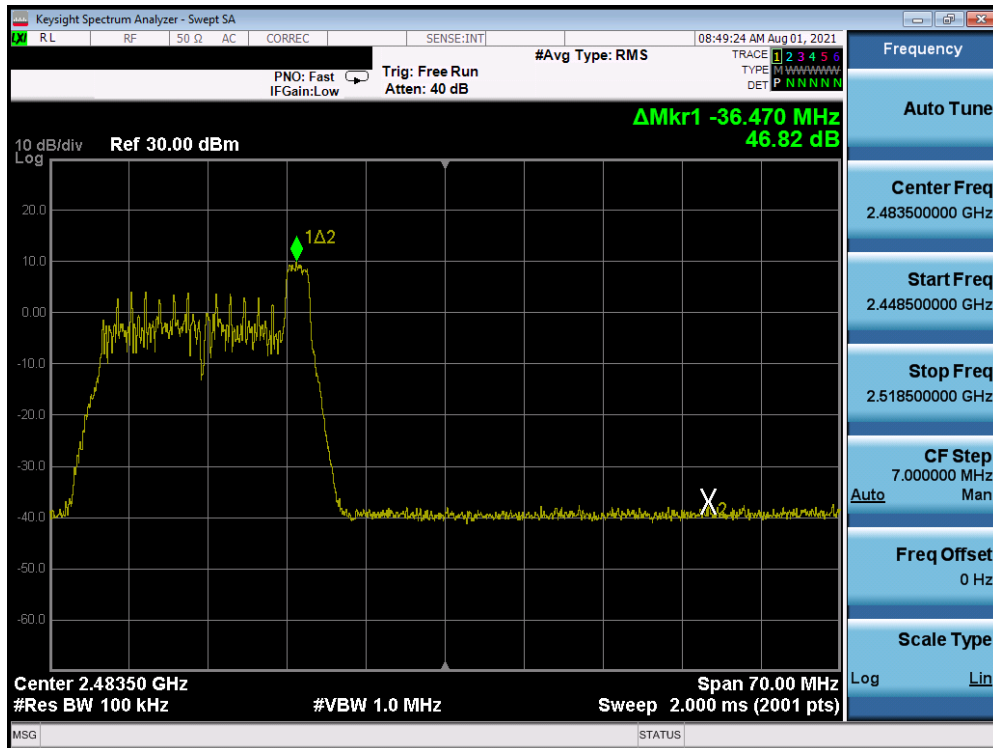 Keysight Spectrum Analyzer - Swept SA
LXI RL RF 50 Ω AC CORREC SENSE:INT 08:49:24 AM Aug 01, 2021
PNO: Fast Trig: Free Run #Avg Type: RMS TRACE 1 2 3 4 5 6
IFGain:Low Atten: 40 dB TYPE M WWWWW
DET P N N N N N
ΔMkr1 -36.470 MHz
46.82 dB
10 dB/div Ref 30.00 dBm
Log
1Δ2
20.0
10.0
0.00
-10.0
-20.0
-30.0
-40.0
X2
-50.0
-60.0
Center 2.48350 GHz Span 70.00 MHz
#Res BW 100 kHz #VBW 1.0 MHz Sweep 2.000 ms (2001 pts)
MSG STATUS
Frequency
Auto Tune
Center Freq
2.483500000 GHz
Start Freq
2.448500000 GHz
Stop Freq
2.518500000 GHz
CF Step
7.000000 MHz
Auto Man
Freq Offset
0 Hz
Scale Type
Log Lin